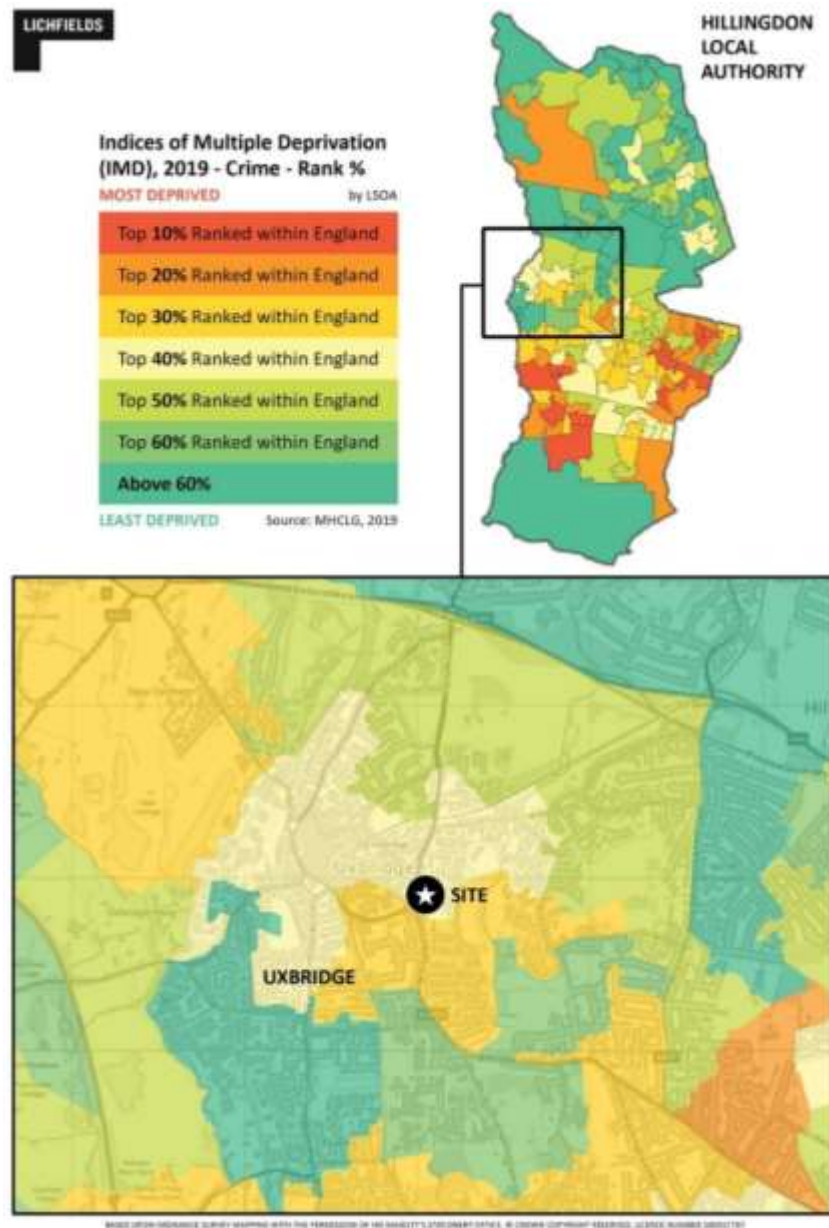 LICHFIELDS
HILLINGDON
LOCAL
AUTHORITY
Indices of Multiple Deprivation
(IMD), 2019 - Crime - Rank %
MOST DEPRIVED by LSOA
Top 10% Ranked within England
Top 20% Ranked within England
Top 30% Ranked within England
Top 40% Ranked within England
Top 50% Ranked within England
Top 60% Ranked within England
Above 60%
LEAST DEPRIVED Source: MHCLG, 2019
SITE
UXBRIDGE